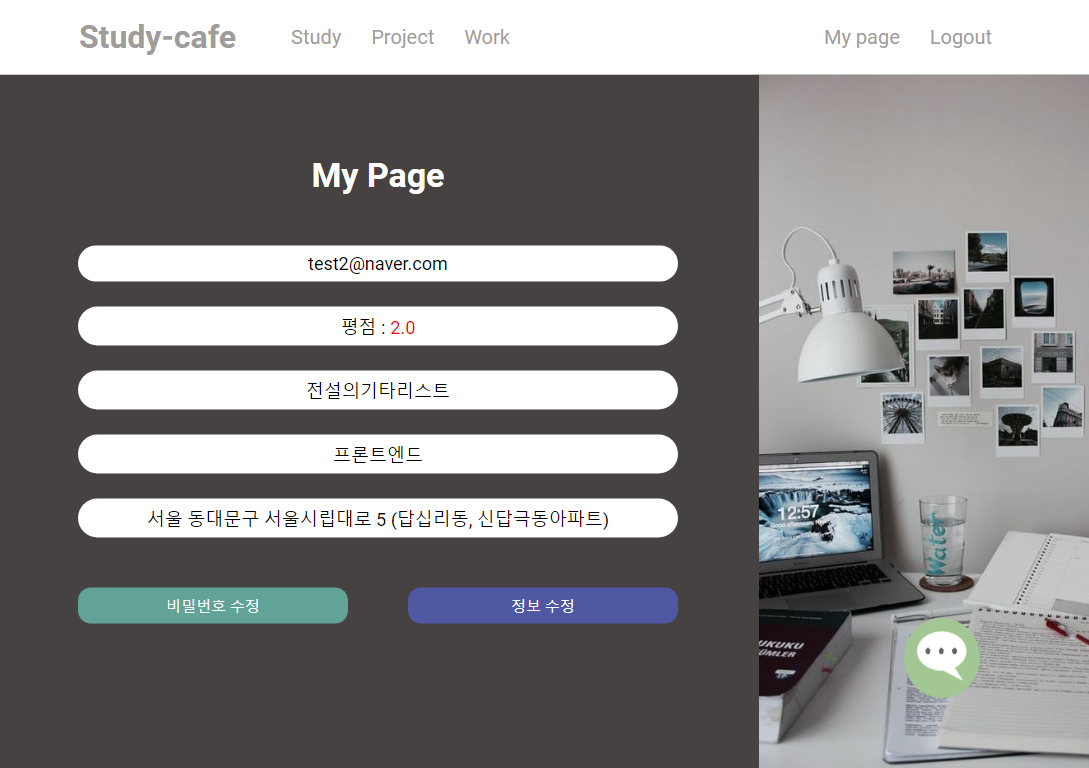 Study-cafe Study Project Work My page Logout
My Page
test2@naver.com
평점 : 2.0
전설의기타리스트
프론트엔드
서울 동대문구 서울시립대로 5 (답십리동, 신답극동아파트)
비밀번호 수정 정보 수정
12:57
Good afternoon,
Water